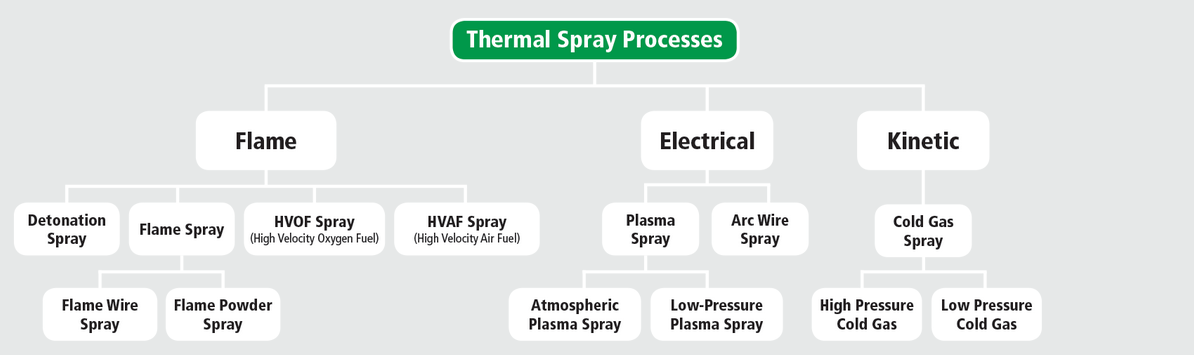 Thermal Spray Processes
Flame
Electrical
Kinetic
Detonation
Spray
Flame Spray
HVOF Spray
(High Velocity Oxygen Fuel)
HVAF Spray
(High Velocity Air Fuel)
Plasma
Spray
Arc Wire
Spray
Cold Gas
Spray
Flame Wire
Spray
Flame Powder
Spray
Atmospheric
Plasma Spray
Low-Pressure
Plasma Spray
High Pressure
Cold Gas
Low Pressure
Cold Gas